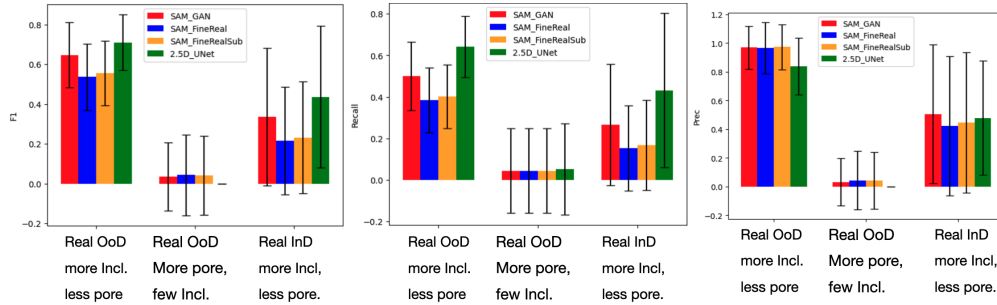 SAM_GAN
SAM_FineReal
SAM_FineRealSub
2.5D_UNet
F1
0.8
0.6
0.4
0.2
0.0
−0.2
Real OoD
more Incl.
less pore
Real OoD
More pore,
few Incl.
Real InD
more Incl,
less pore.
SAM_GAN
SAM_FineReal
SAM_FineRealSub
2.5D_UNet
Recall
0.8
0.6
0.4
0.2
0.0
−0.2
Real OoD
more Incl.
less pore
Real OoD
More pore,
few Incl.
Real InD
more Incl,
less pore.
SAM_GAN
SAM_FineReal
SAM_FineRealSub
2.5D_UNet
Prec
1.2
1.0
0.8
0.6
0.4
0.2
0.0
−0.2
Real OoD
more Incl.
less pore
Real OoD
More pore,
few Incl.
Real InD
more Incl,
less pore.